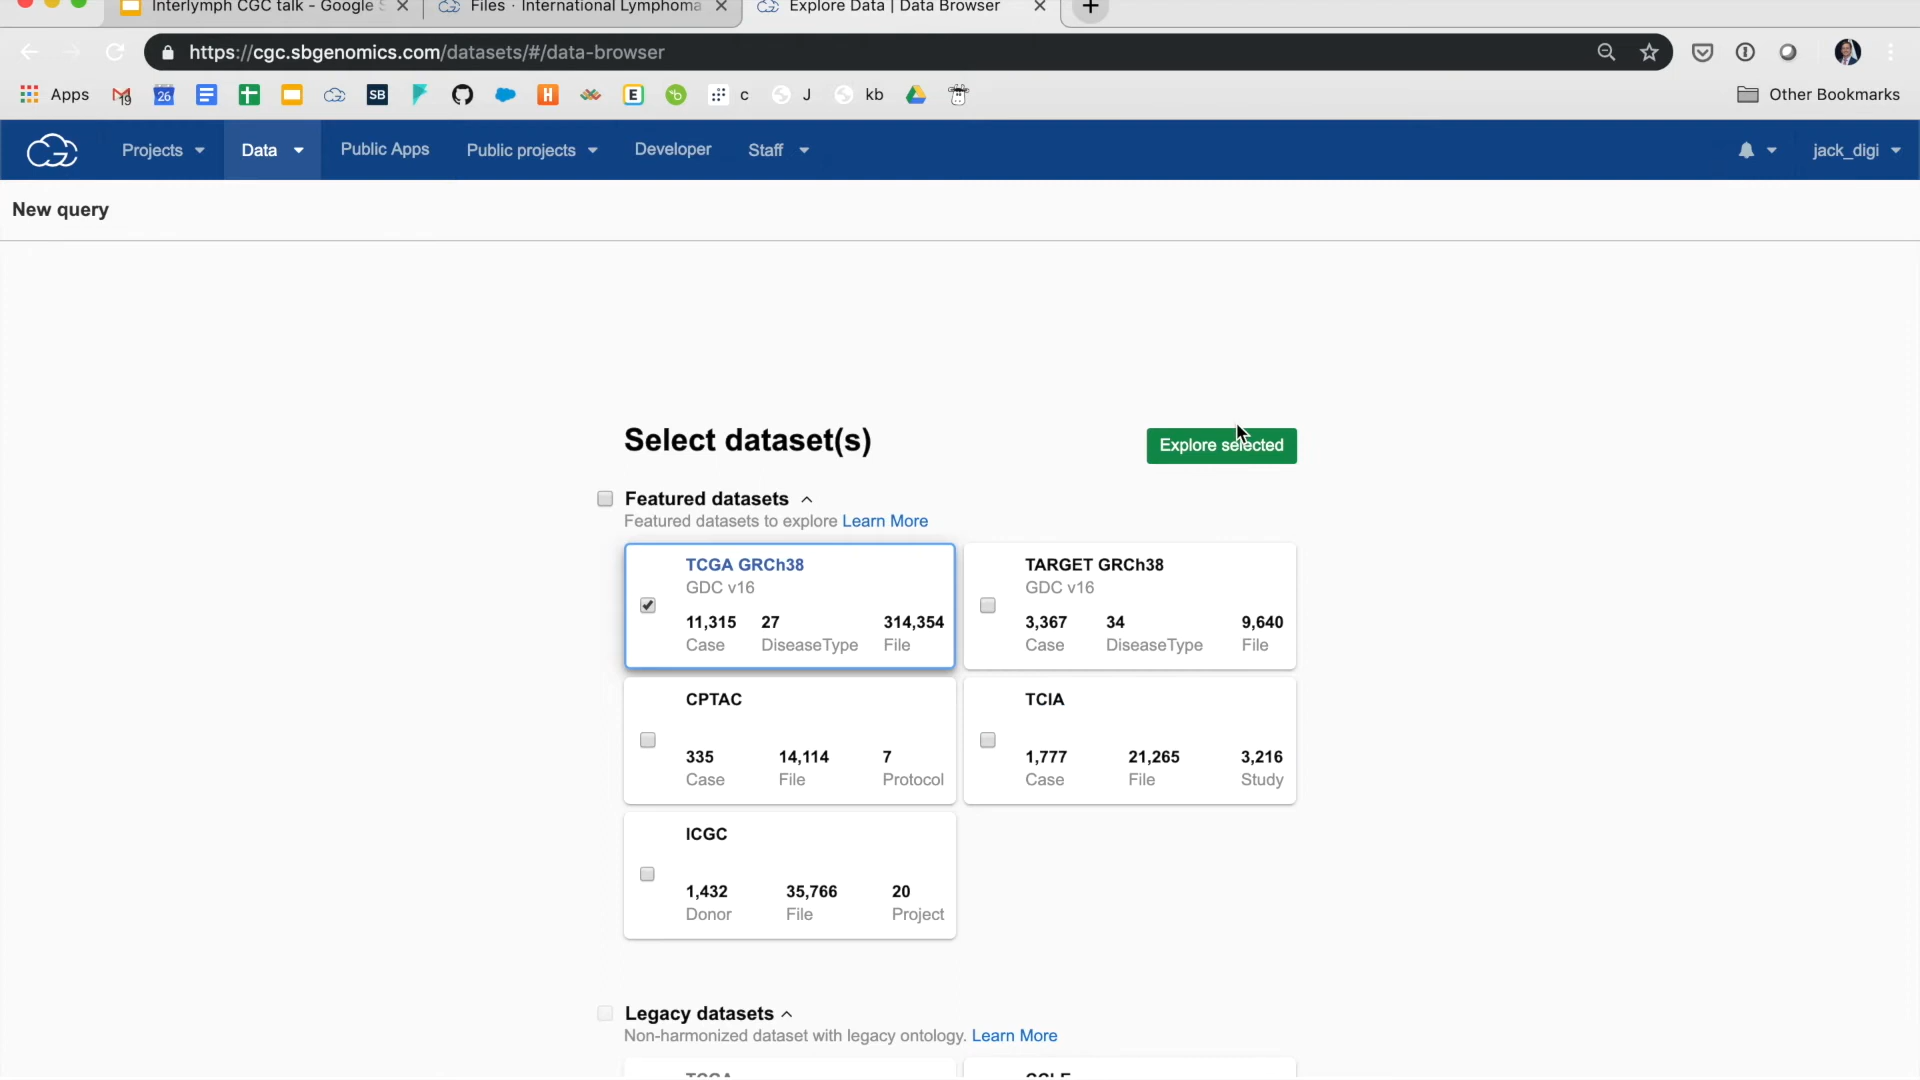 Interlymph CGC talk - Google S
Files · International Lymphoma
Explore Data | Data Browser
https://cgc.sbgenomics.com/datasets/#/data-browser
Apps 19 26 SB H E c J kb Other Bookmarks
Projects Data Public Apps Public projects Developer Staff jack_digi
New query
Select dataset(s)
Explore selected
Featured datasets
Featured datasets to explore Learn More
TCGA GRCh38
GDC v16
11,315 27 314,354
Case DiseaseType File
TARGET GRCh38
GDC v16
3,367 34 9,640
Case DiseaseType File
CPTAC
335 14,114 7
Case File Protocol
TCIA
1,777 21,265 3,216
Case File Study
ICGC
1,432 35,766 20
Donor File Project
Legacy datasets
Non-harmonized dataset with legacy ontology. Learn More